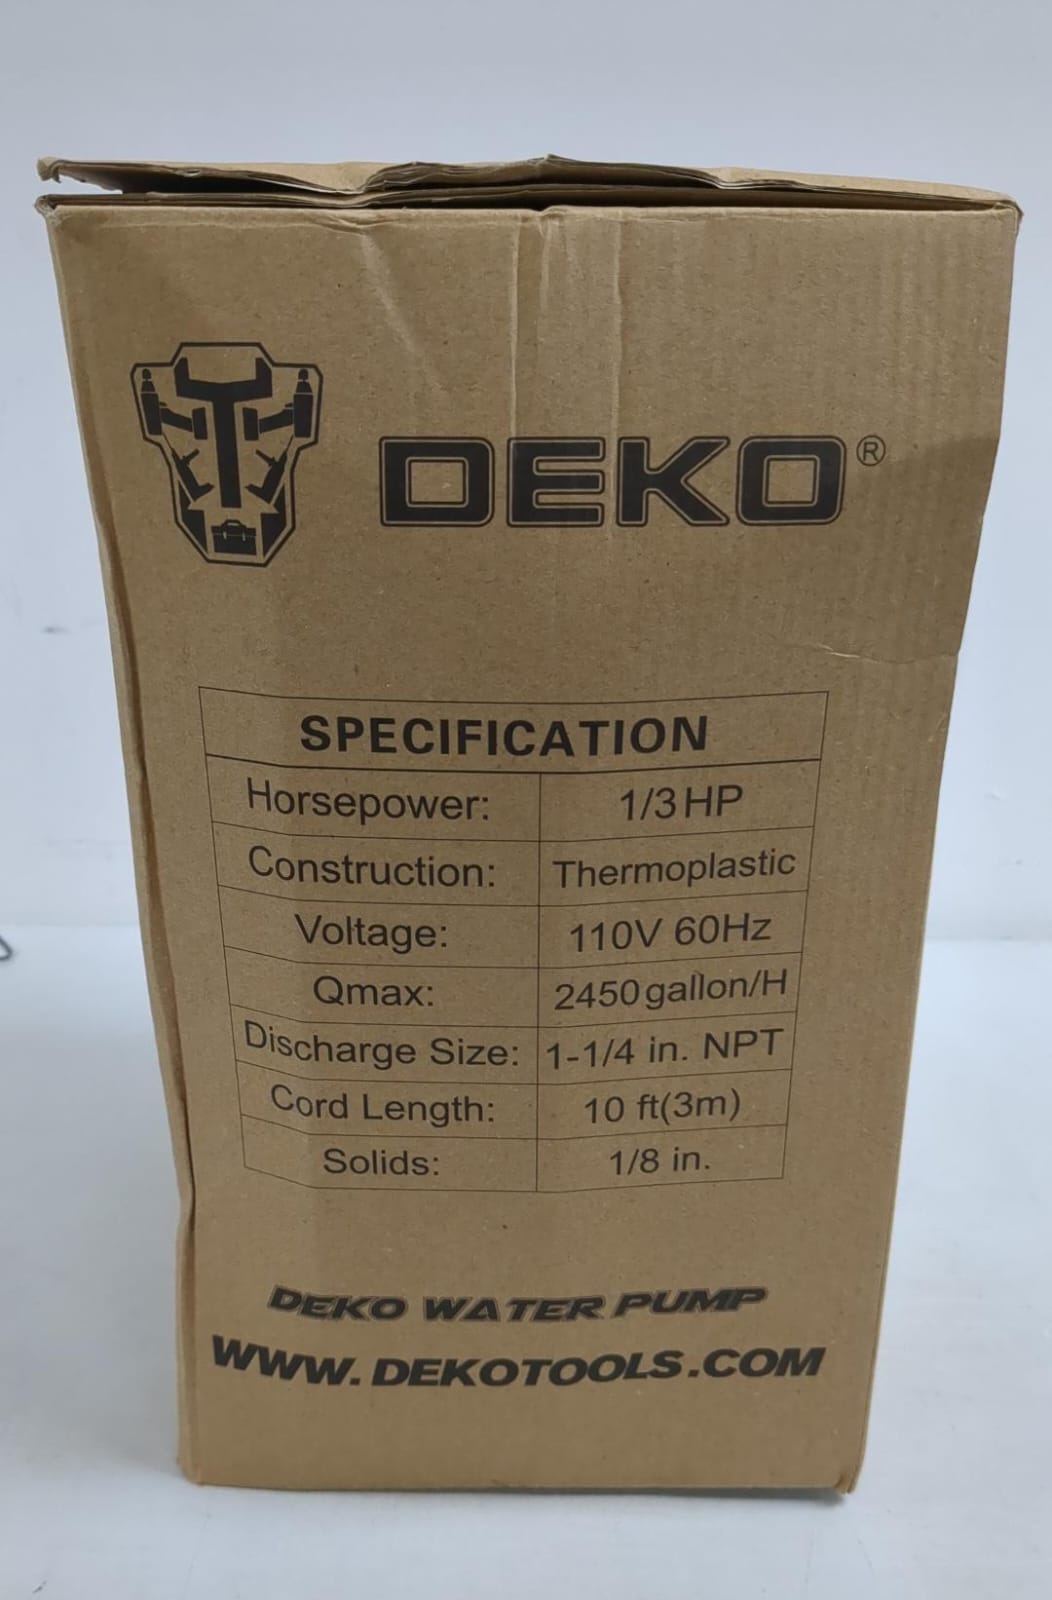 DEKO®
SPECIFICATION
Horsepower: 1/3 HP
Construction: Thermoplastic
Voltage: 110V 60Hz
Qmax: 2450 gallon/H
Discharge Size: 1-1/4 in. NPT
Cord Length: 10 ft(3m)
Solids: 1/8 in.
DEKO WATER PUMP
WWW.DEKOTOOLS.COM